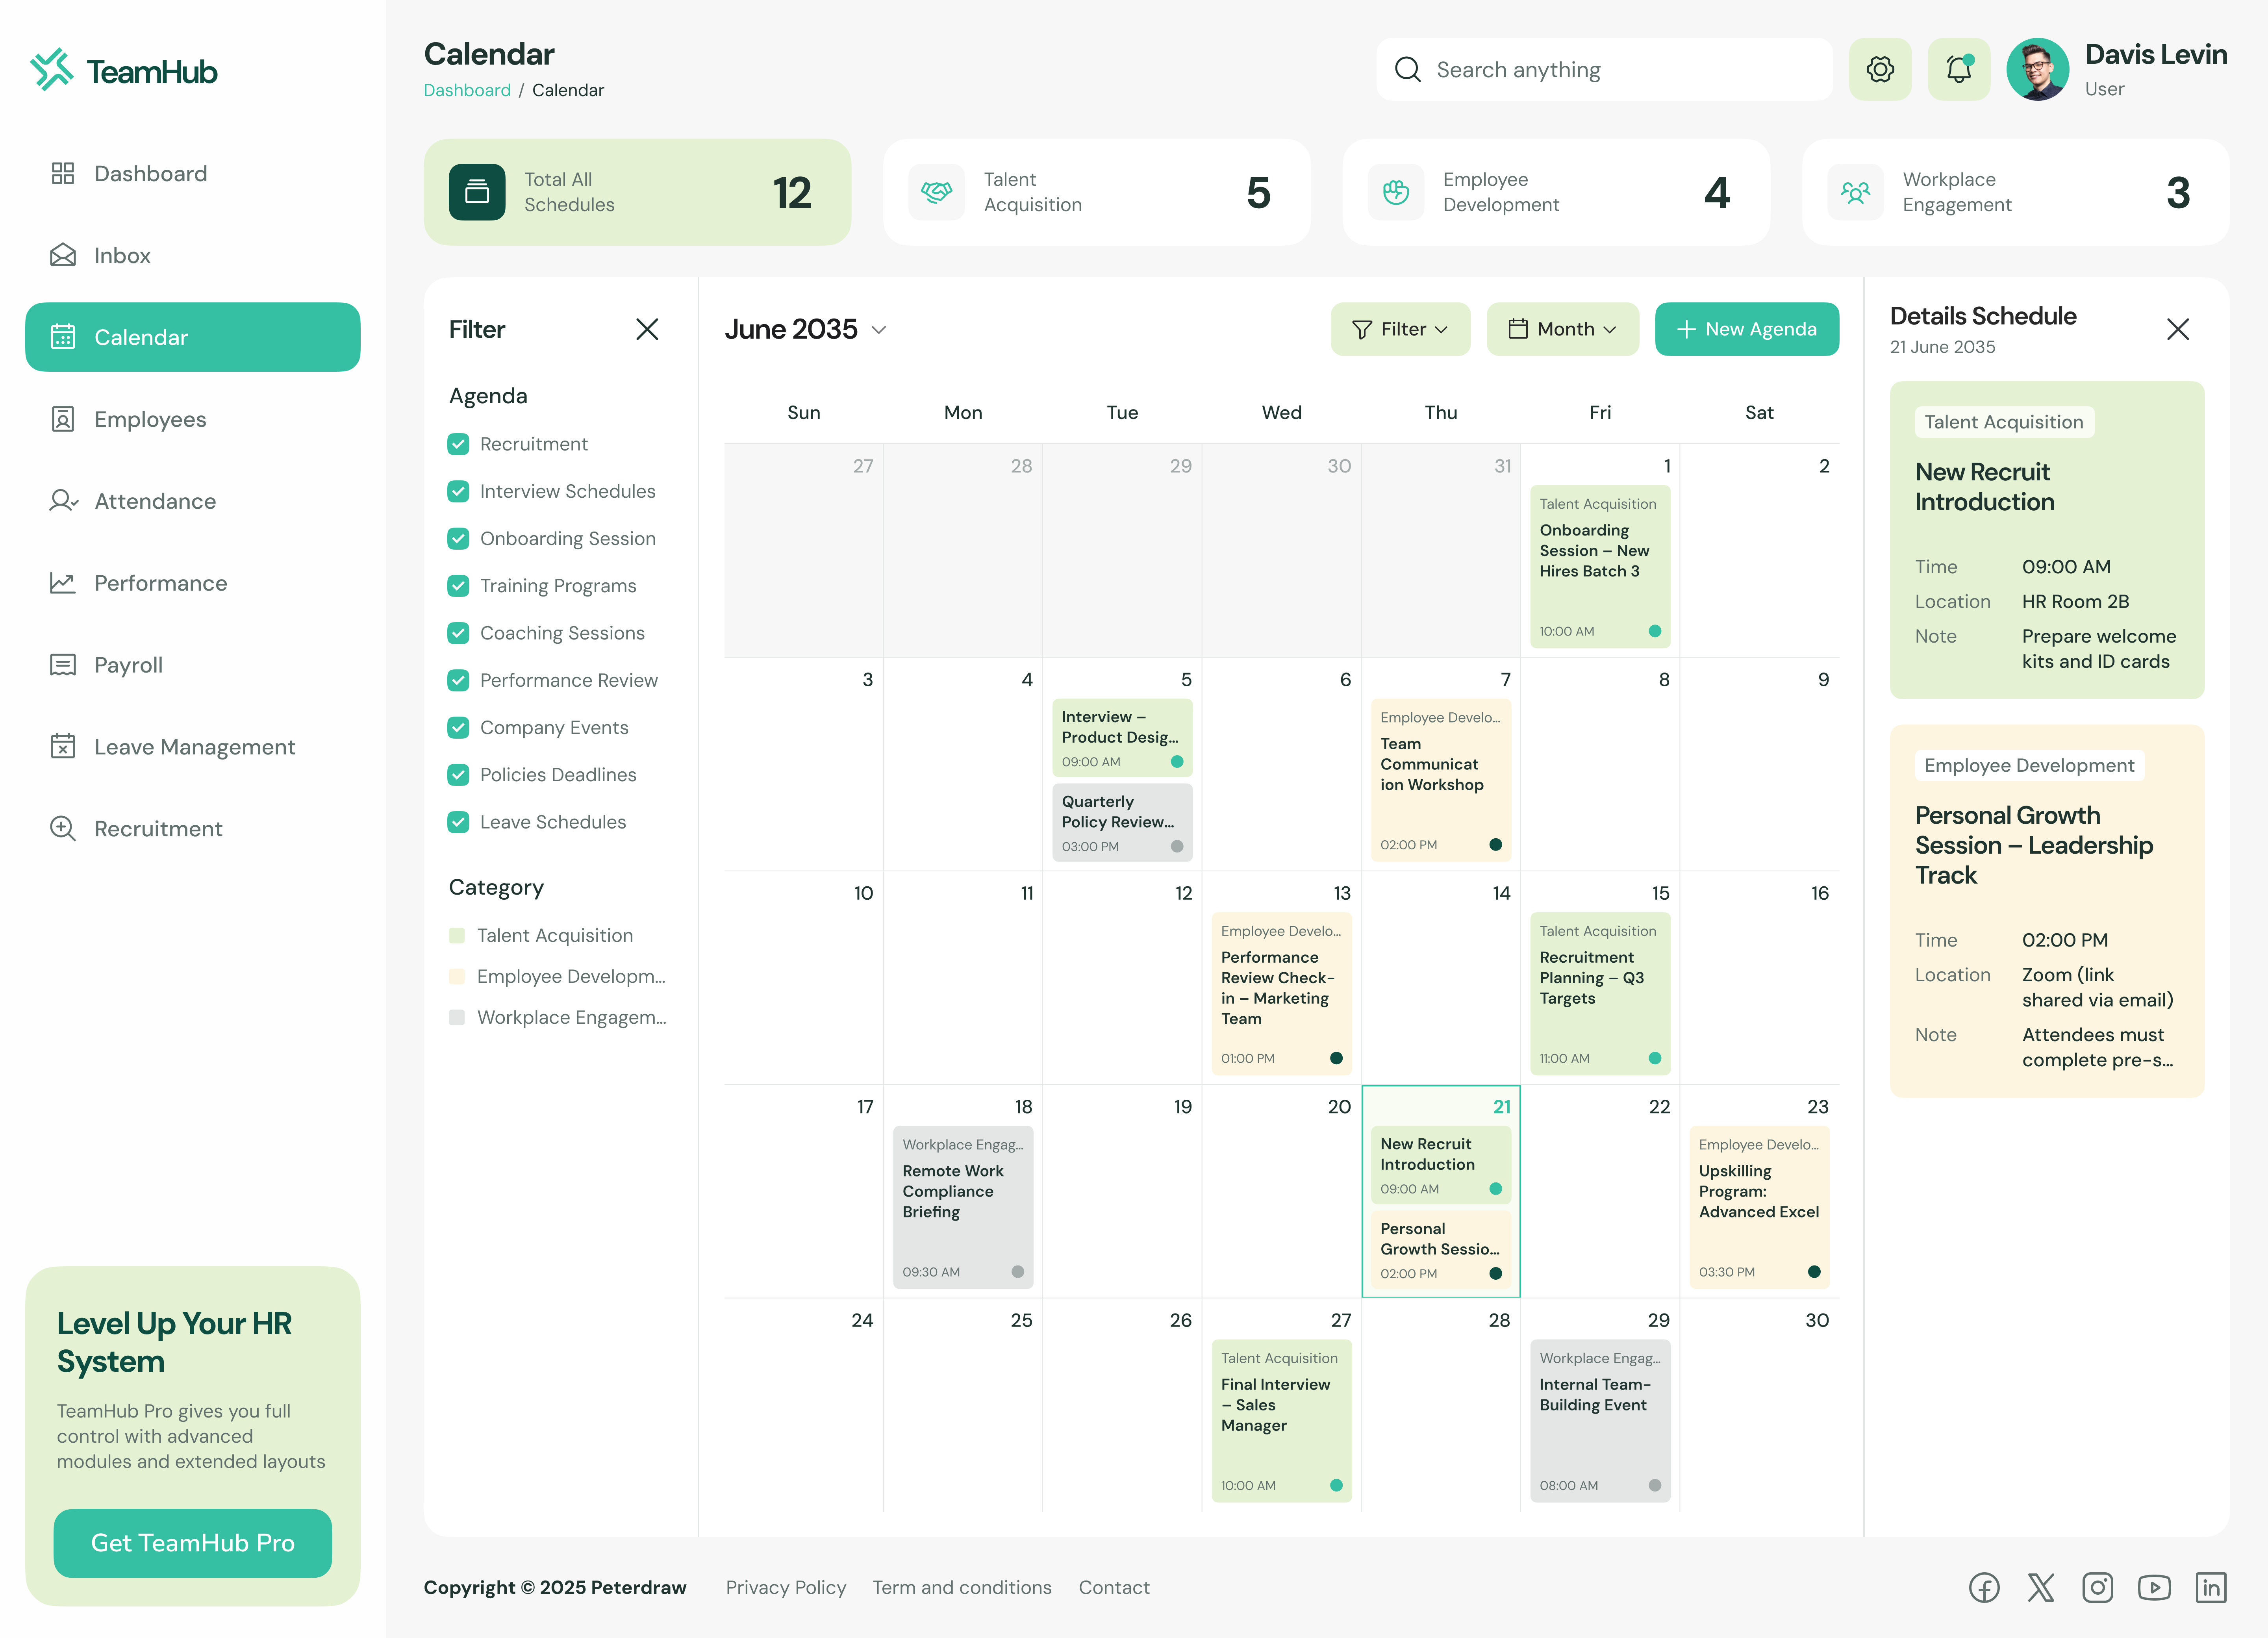 TeamHub
Dashboard
Inbox
Calendar
Employees
Attendance
Performance
Payroll
Leave Management
Recruitment
Level Up Your HR
System
TeamHub Pro gives you full
control with advanced
modules and extended layouts
Get TeamHub Pro
Calendar
Dashboard / Calendar
Search anything
Davis Levin
User
Total All
Schedules
12
Talent
Acquisition
5
Employee
Development
4
Workplace
Engagement
3
Filter
Agenda
Recruitment
Interview Schedules
Onboarding Session
Training Programs
Coaching Sessions
Performance Review
Company Events
Policies Deadlines
Leave Schedules
Category
Talent Acquisition
Employee Developm...
Workplace Engagem...
June 2035
Filter
Month
New Agenda
Sun Mon Tue Wed Thu Fri Sat
27 28 29 30 31 1 2
Talent Acquisition
Onboarding
Session – New
Hires Batch 3
10:00 AM
3 4 5 6 7 8 9
Interview –
Product Desig...
09:00 AM
Quarterly
Policy Review...
03:00 PM
Employee Develo...
Team
Communicat
ion Workshop
02:00 PM
10 11 12 13 14 15 16
Employee Develo...
Performance
Review Check-
in – Marketing
Team
01:00 PM
Talent Acquisition
Recruitment
Planning – Q3
Targets
11:00 AM
17 18 19 20 21 22 23
Workplace Engag...
Remote Work
Compliance
Briefing
09:30 AM
New Recruit
Introduction
09:00 AM
Personal
Growth Sessio...
02:00 PM
Employee Develo...
Upskilling
Program:
Advanced Excel
03:30 PM
24 25 26 27 28 29 30
Talent Acquisition
Final Interview
– Sales
Manager
10:00 AM
Workplace Engag...
Internal Team-
Building Event
08:00 AM
Details Schedule
21 June 2035
Talent Acquisition
New Recruit
Introduction
Time 09:00 AM
Location HR Room 2B
Note Prepare welcome
kits and ID cards
Employee Development
Personal Growth
Session – Leadership
Track
Time 02:00 PM
Location Zoom (link
shared via email)
Note Attendees must
complete pre-s...
Copyright © 2025 Peterdraw
Privacy Policy
Term and conditions
Contact